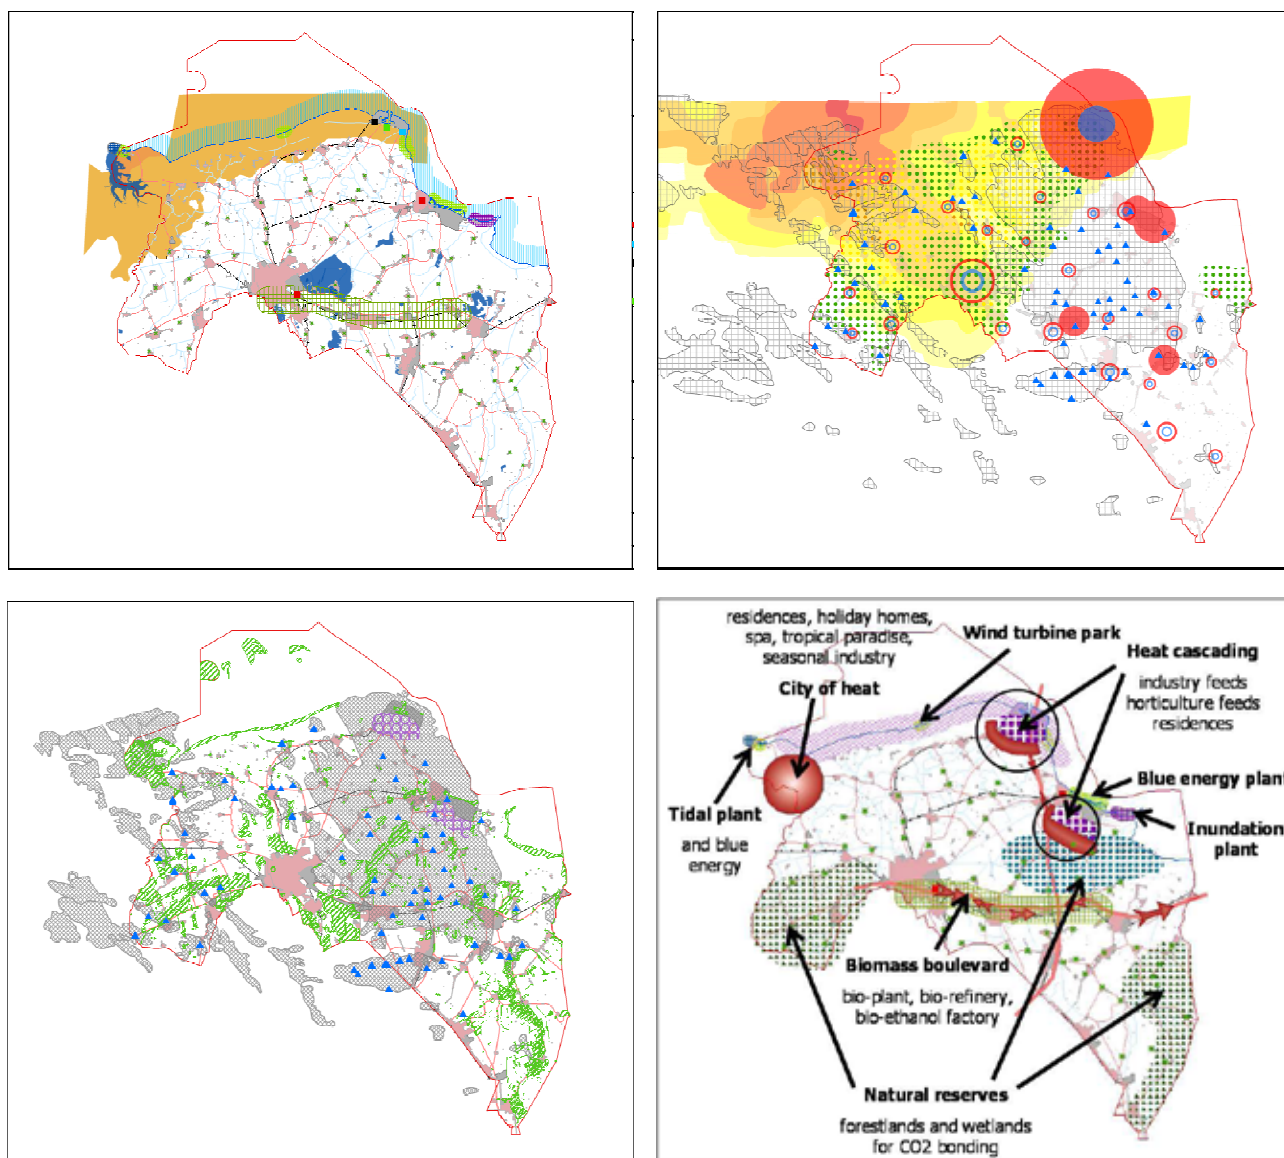 residences, holiday homes,
spa, tropical paradise,
seasonal industry
City of heat
Wind turbine park
Heat cascading
industry feeds
horticulture feeds
residences
Tidal plant
and blue
energy
Blue energy plant
Inundation
plant
Biomass boulevard
bio-plant, bio-refinery,
bio-ethanol factory
Natural reserves
forestlands and wetlands
for CO2 bonding